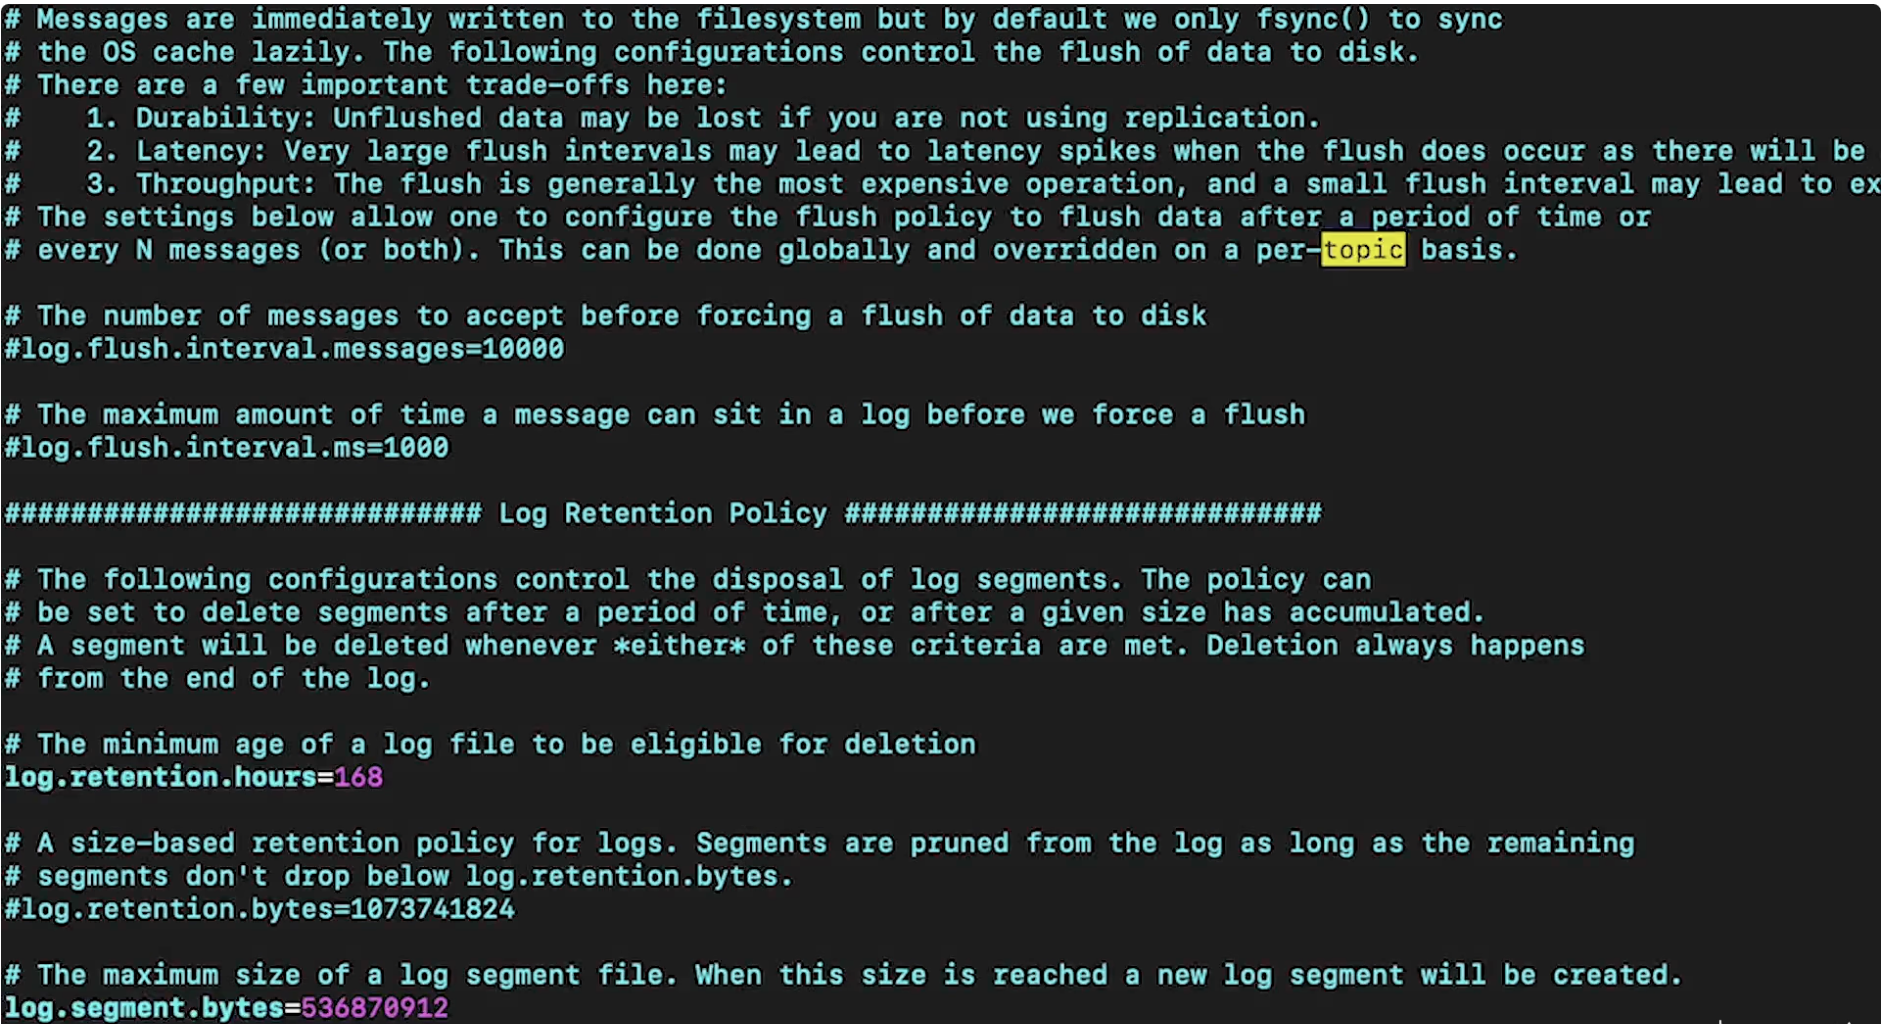 # Messages are immediately written to the filesystem but by default we only fsync() to sync
# the OS cache lazily. The following configurations control the flush of data to disk.
# There are a few important trade-offs here:
#    1. Durability: Unflushed data may be lost if you are not using replication.
#    2. Latency: Very large flush intervals may lead to latency spikes when the flush does occur as there will be
#    3. Throughput: The flush is generally the most expensive operation, and a small flush interval may lead to ex
# The settings below allow one to configure the flush policy to flush data after a period of time or
# every N messages (or both). This can be done globally and overridden on a per-topic basis.

# The number of messages to accept before forcing a flush of data to disk
#log.flush.interval.messages=10000

# The maximum amount of time a message can sit in a log before we force a flush
#log.flush.interval.ms=1000

############################# Log Retention Policy #############################

# The following configurations control the disposal of log segments. The policy can
# be set to delete segments after a period of time, or after a given size has accumulated.
# A segment will be deleted whenever *either* of these criteria are met. Deletion always happens
# from the end of the log.

# The minimum age of a log file to be eligible for deletion
log.retention.hours=168

# A size-based retention policy for logs. Segments are pruned from the log as long as the remaining
# segments don't drop below log.retention.bytes.
#log.retention.bytes=1073741824

# The maximum size of a log segment file. When this size is reached a new log segment will be created.
log.segment.bytes=536870912